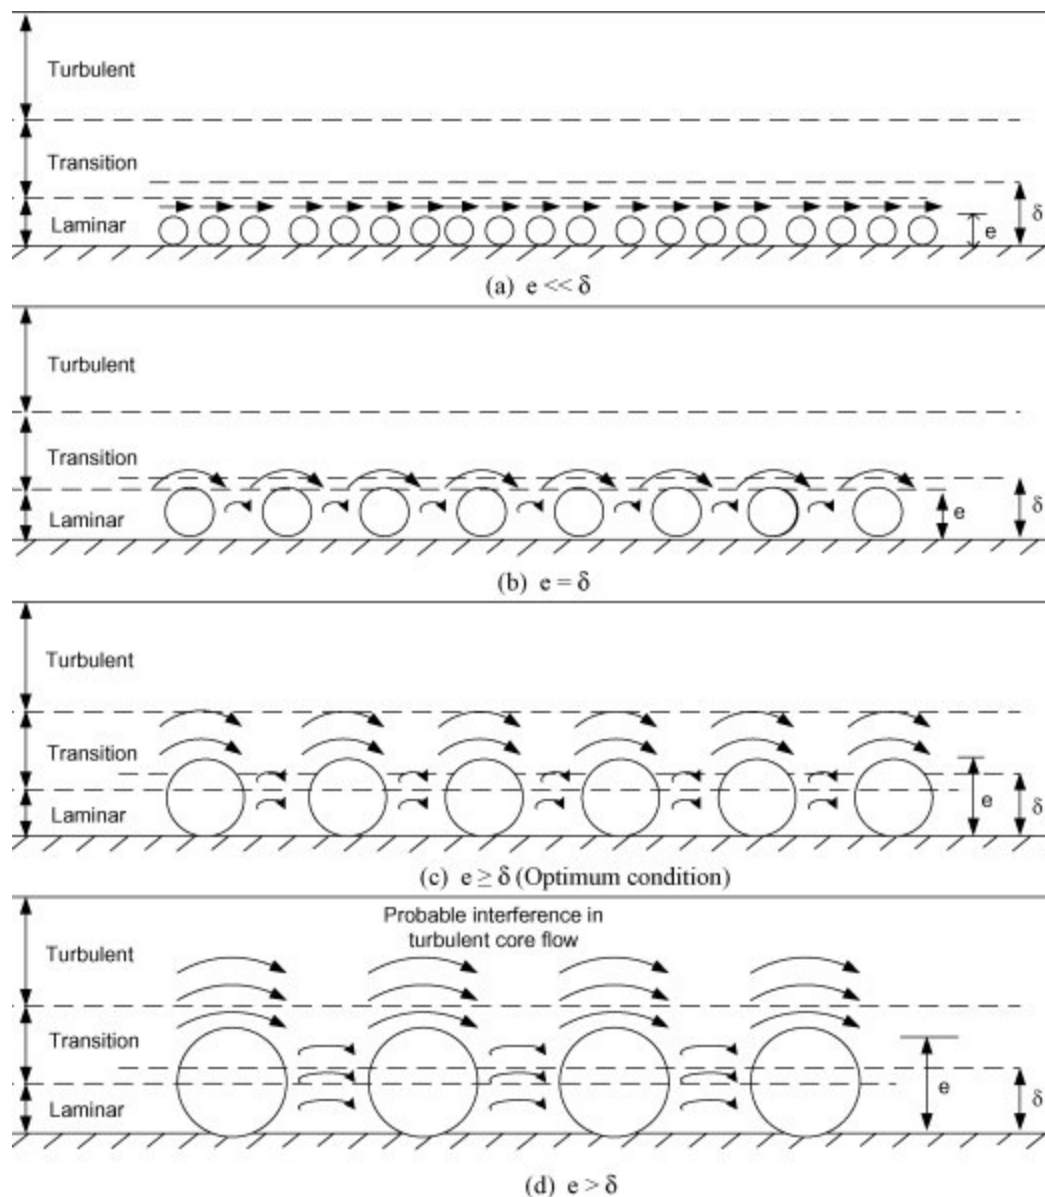 Turbulent
Transition
Laminar
e
δ
(a) e << δ
Turbulent
Transition
Laminar
e
δ
(b) e = δ
Turbulent
Transition
Laminar
e
δ
(c) e ≥ δ (Optimum condition)
Probable interference in
turbulent core flow
Turbulent
Transition
Laminar
e
δ
(d) e > δ